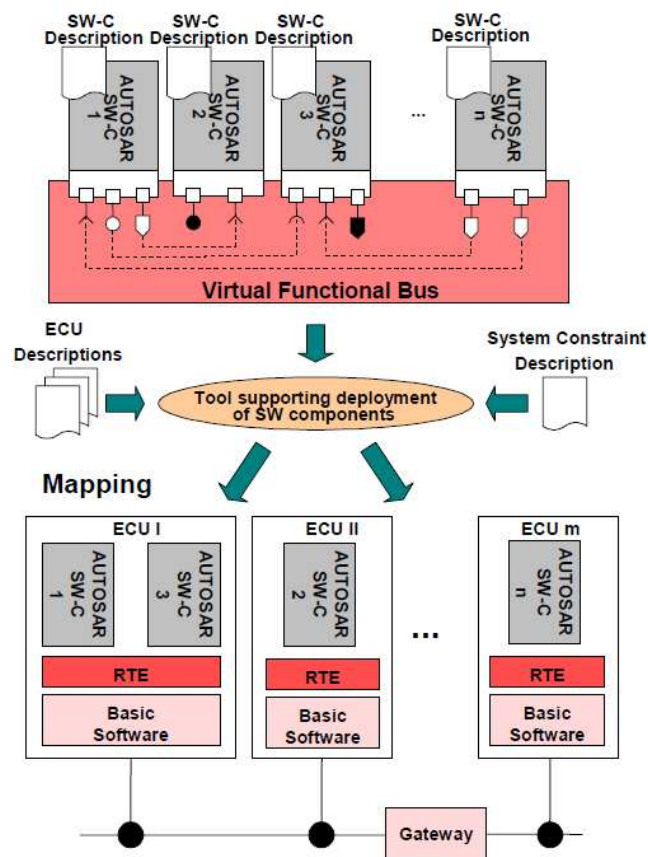 SW-C
Description
SW-C
Description
SW-C
Description
SW-C
Description
AUTOSAR
SW-C
1
AUTOSAR
SW-C
2
AUTOSAR
SW-C
3
...
AUTOSAR
SW-C
n
Virtual Functional Bus
ECU
Descriptions
System Constraint
Description
Tool supporting deployment
of SW components
Mapping
ECU I
AUTOSAR
SW-C
1
AUTOSAR
SW-C
3
RTE
Basic
Software
ECU II
AUTOSAR
SW-C
2
RTE
Basic
Software
...
ECU m
AUTOSAR
SW-C
n
RTE
Basic
Software
Gateway